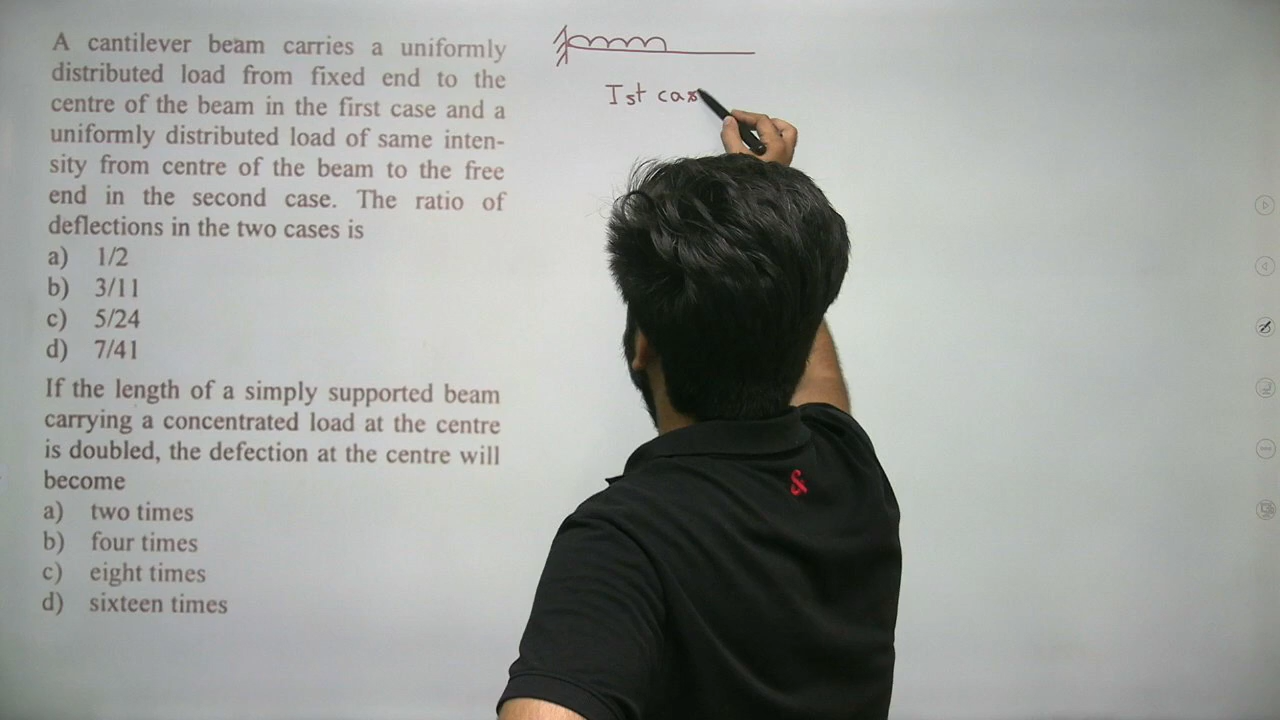 A cantilever beam carries a uniformly
distributed load from fixed end to the
centre of the beam in the first case and a
uniformly distributed load of same inten-
sity from centre of the beam to the free
end in the second case. The ratio of
deflections in the two cases is
a) 1/2
b) 3/11
c) 5/24
d) 7/41
If the length of a simply supported beam
carrying a concentrated load at the centre
is doubled, the defection at the centre will
become
a) two times
b) four times
c) eight times
d) sixteen times
Ist cas
&